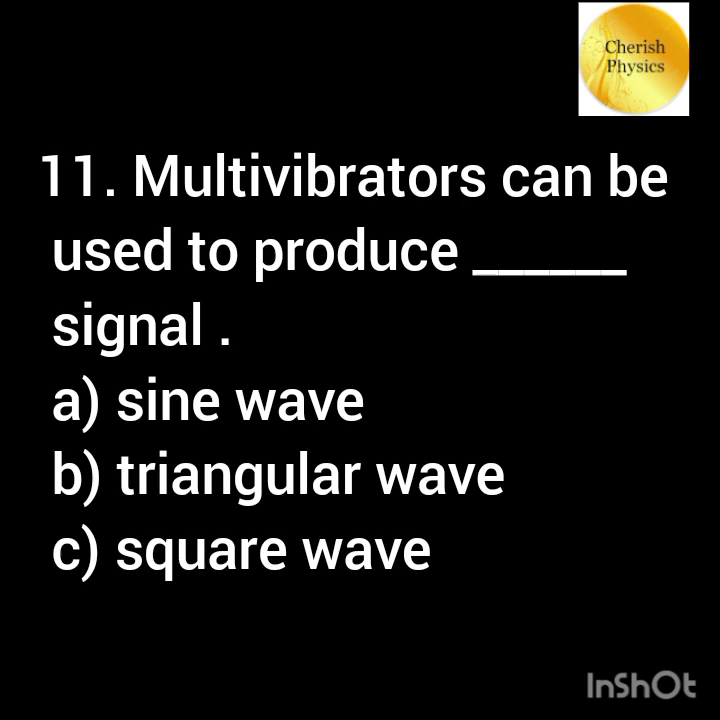 Cherish
Physics
11. Multivibrators can be
used to produce ______
signal .
a) sine wave
b) triangular wave
c) square wave
InShOt